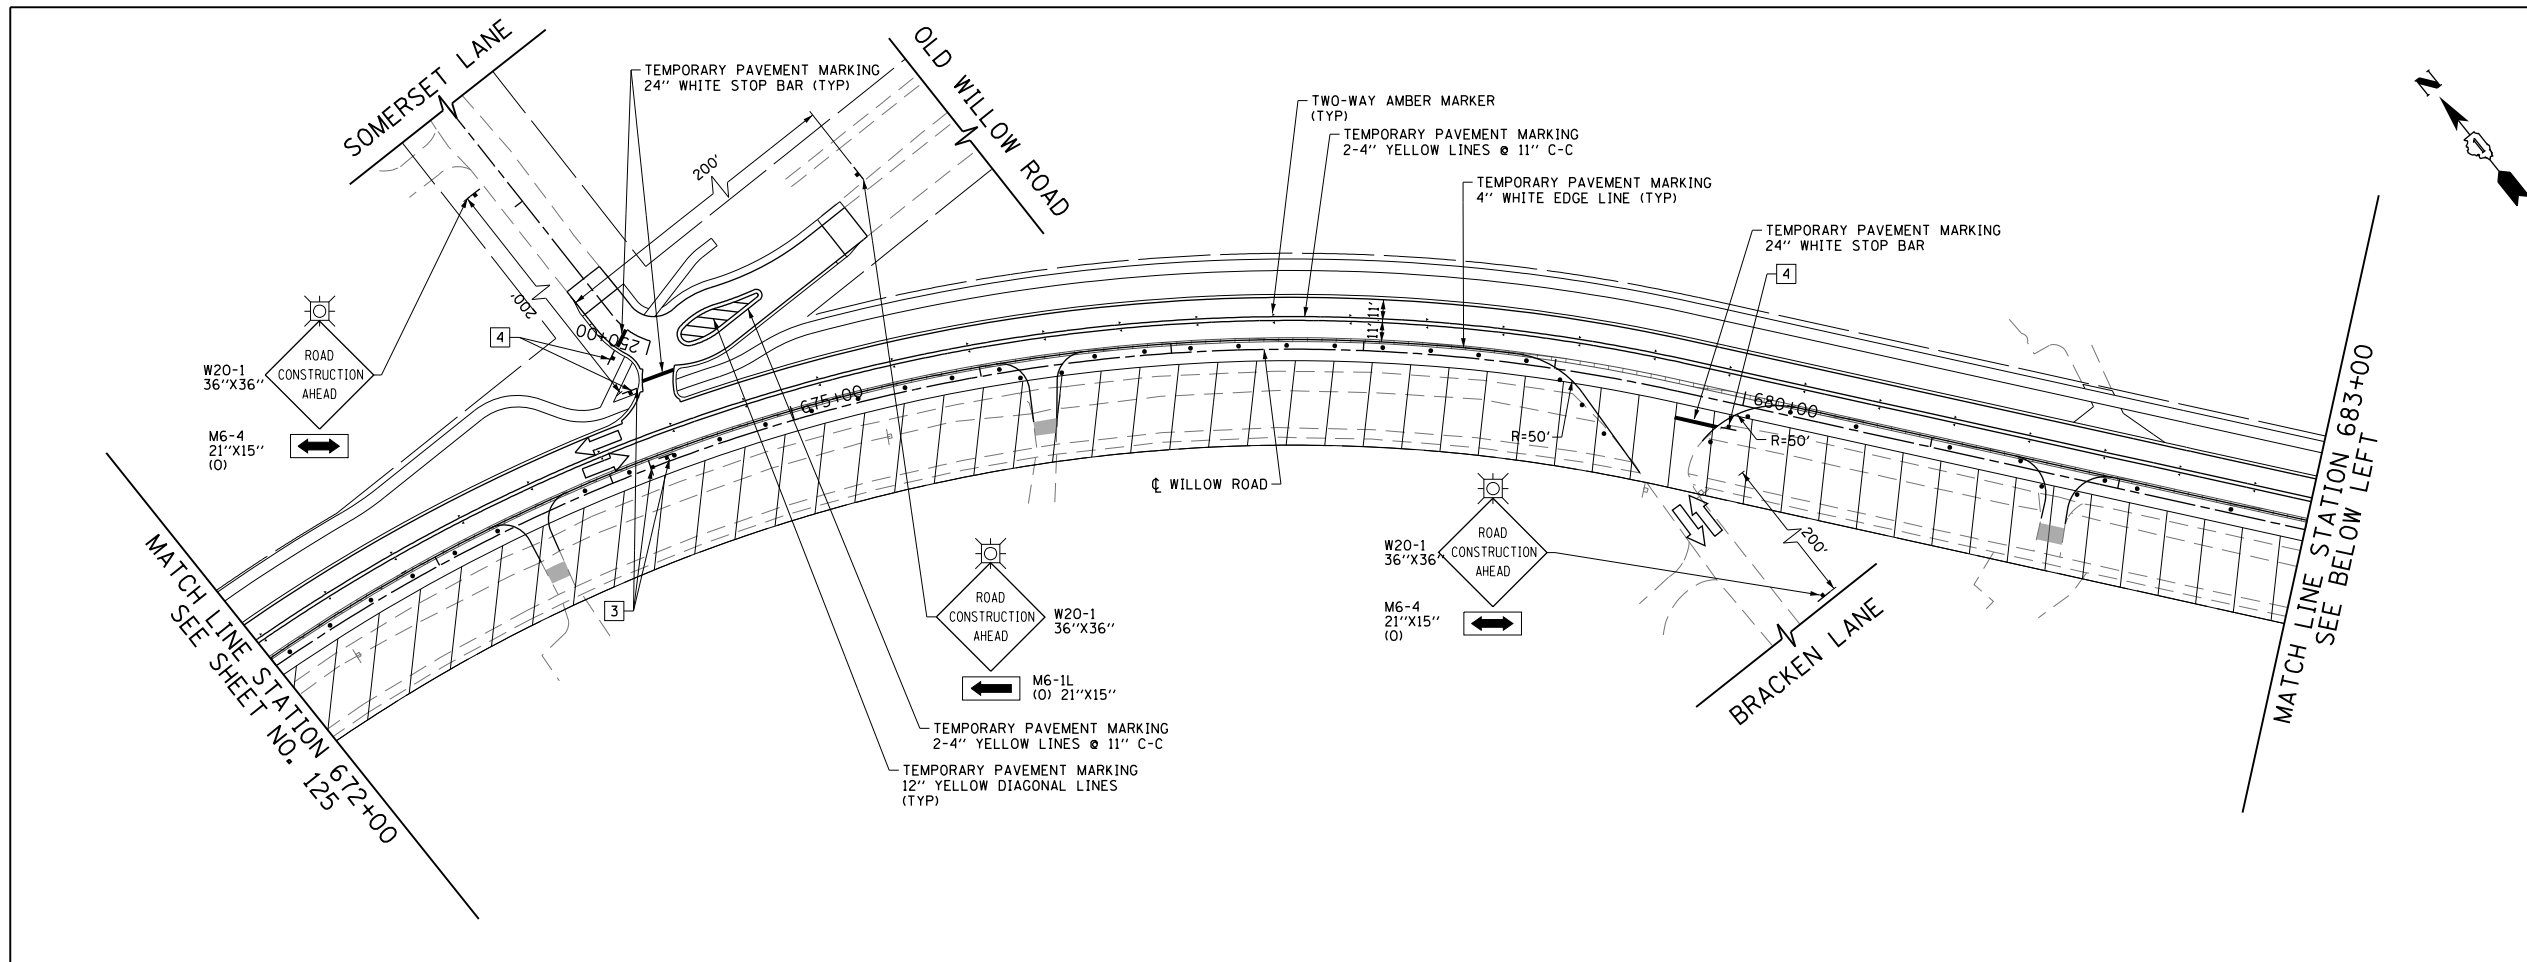 SOMERSET LANE
TEMPORARY PAVEMENT MARKING
24" WHITE STOP BAR (TYP)
OLD WILLOW ROAD
200'
200'
TWO-WAY AMBER MARKER
(TYP)
TEMPORARY PAVEMENT MARKING
2-4" YELLOW LINES @ 11" C-C
TEMPORARY PAVEMENT MARKING
4" WHITE EDGE LINE (TYP)
TEMPORARY PAVEMENT MARKING
24" WHITE STOP BAR
4
N
1
11'
11'
4
1250+00
W20-1
36"X36"
ROAD
CONSTRUCTION
AHEAD
M6-4
21"X15"
(O)
675+00
680+00
R=50'
R=50'
℄ WILLOW ROAD
3
ROAD
CONSTRUCTION
AHEAD
W20-1
36"X36"
M6-1L
(O) 21"X15"
W20-1
36"X36"
ROAD
CONSTRUCTION
AHEAD
M6-4
21"X15"
(O)
200'
BRACKEN LANE
TEMPORARY PAVEMENT MARKING
2-4" YELLOW LINES @ 11" C-C
TEMPORARY PAVEMENT MARKING
12" YELLOW DIAGONAL LINES
(TYP)
MATCH LINE STATION 672+00
SEE SHEET NO. 125
MATCH LINE STATION 683+00
SEE BELOW LEFT